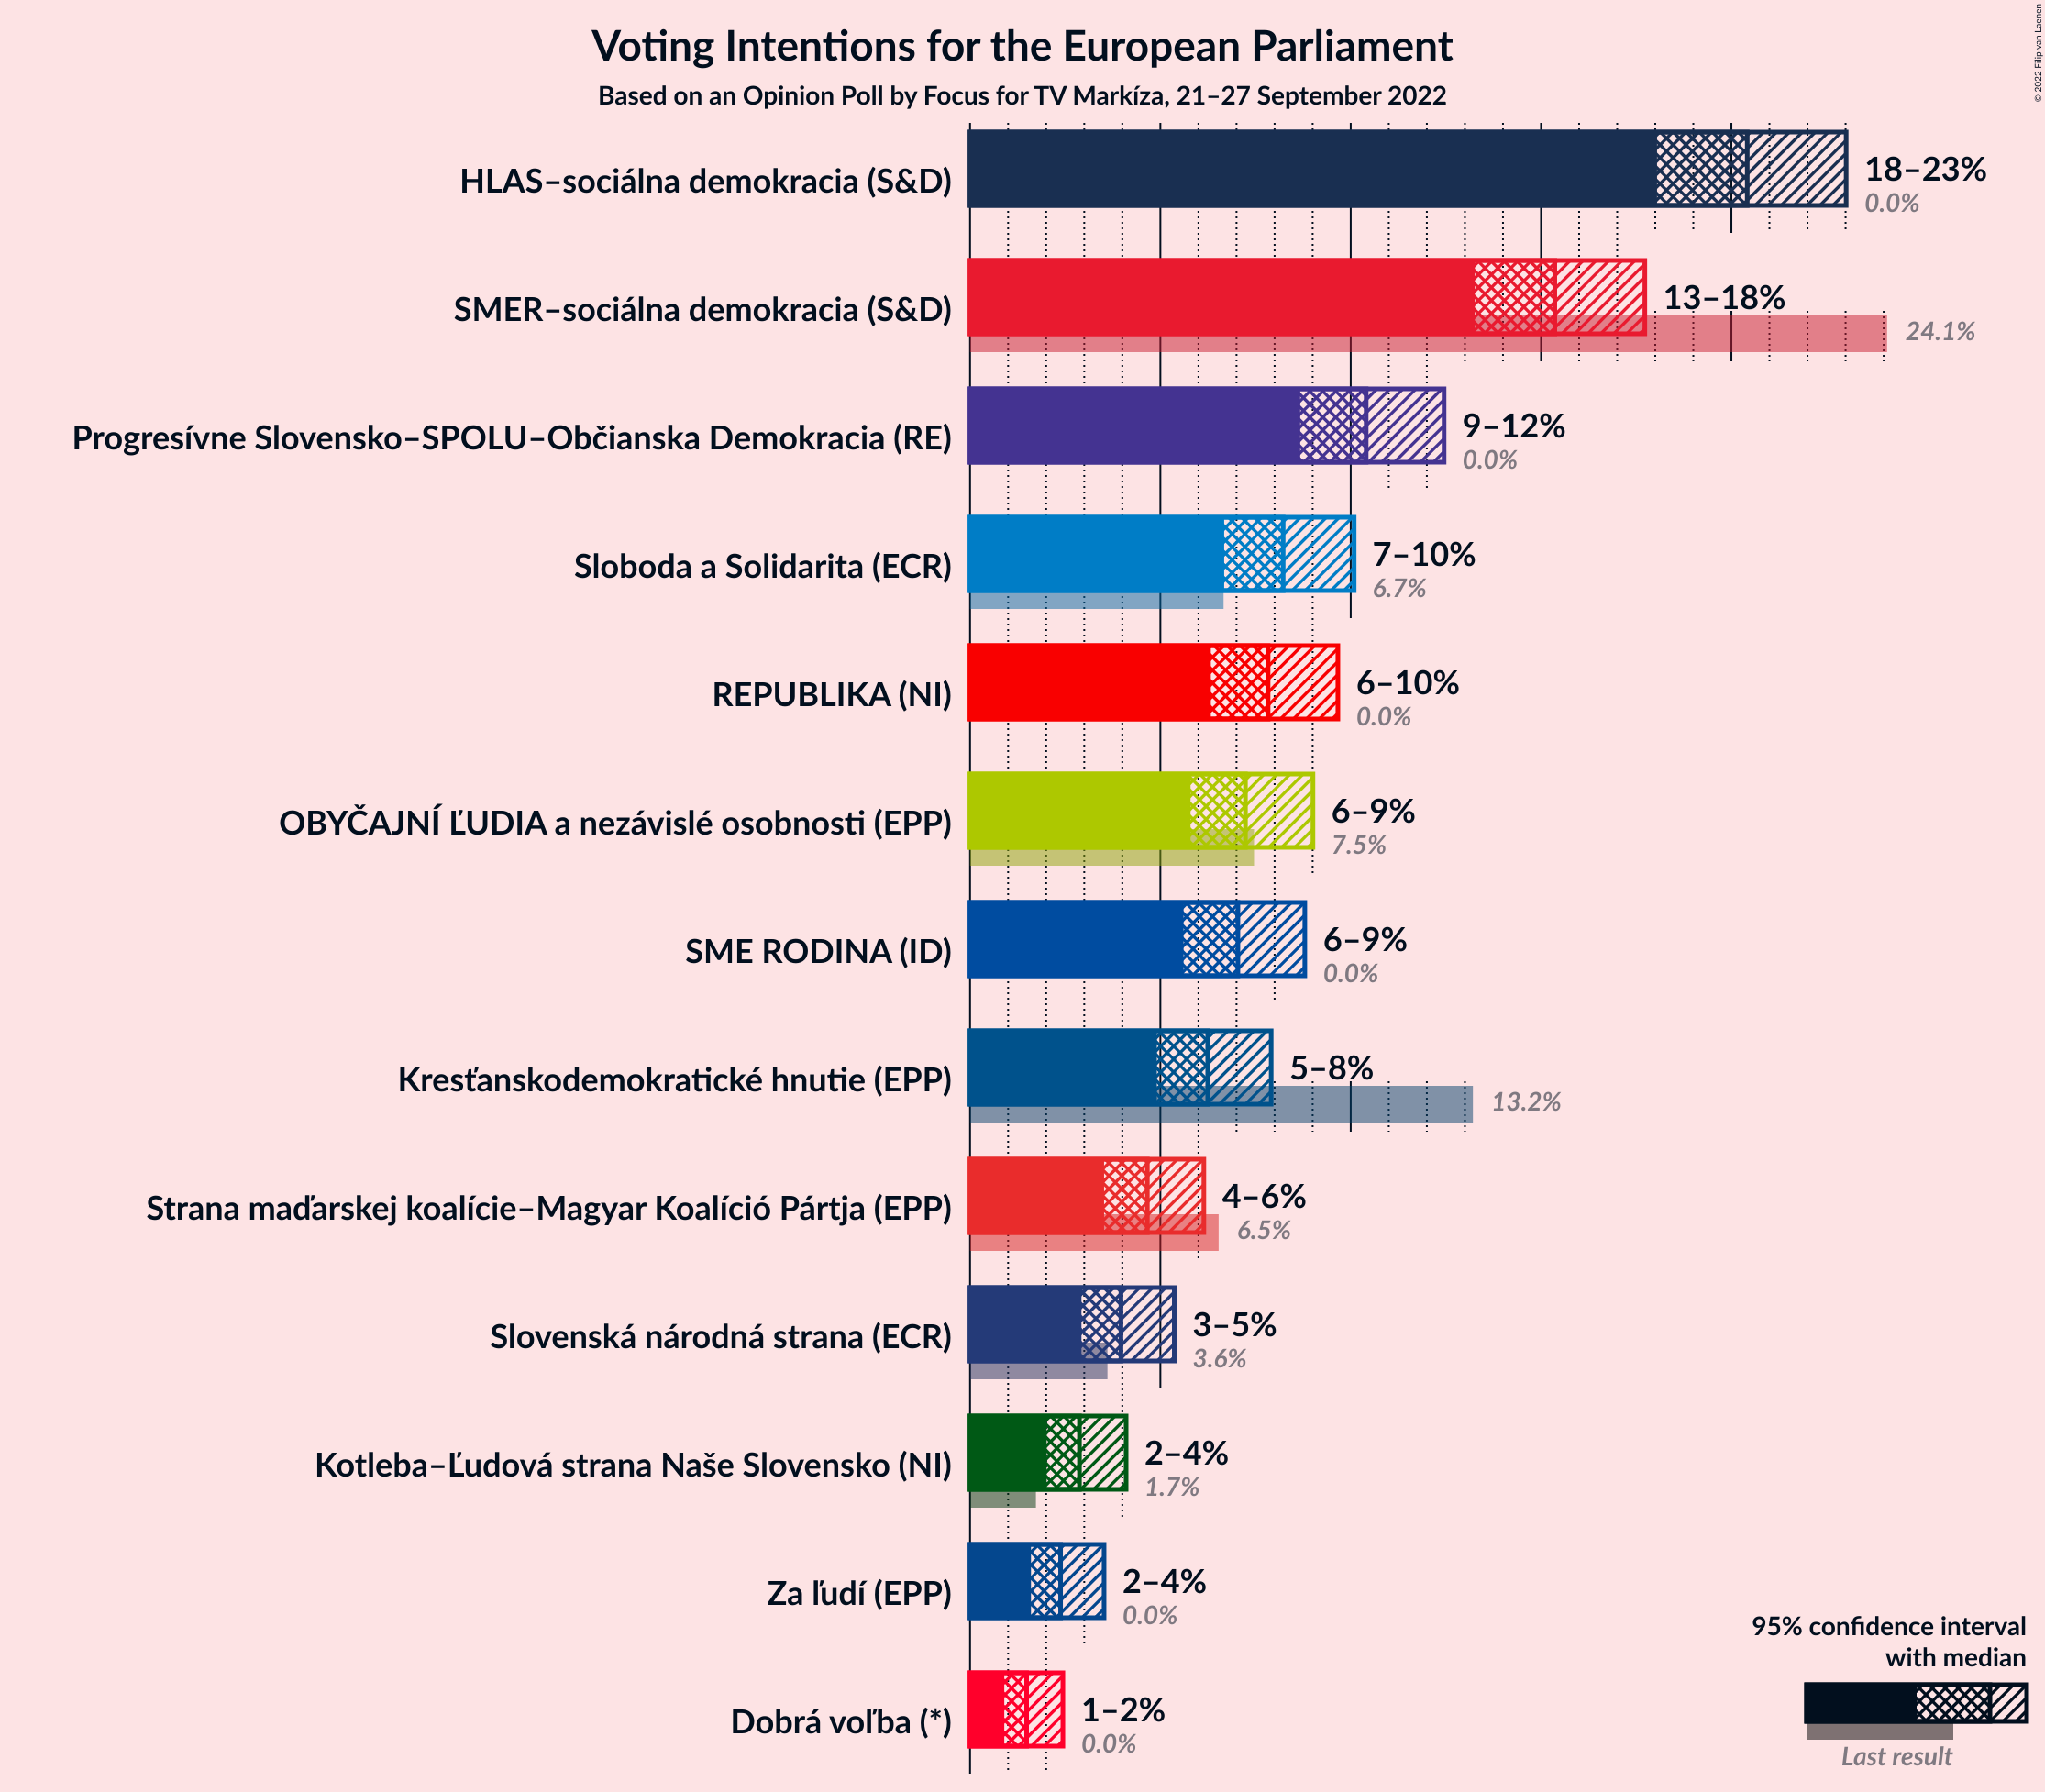 Voting Intentions for the European Parliament
Based on an Opinion Poll by Focus for TV Markíza, 21–27 September 2022
© 2022 Filip van Laenen
HLAS–sociálna demokracia (S&D)
18–23%
0.0%
SMER–sociálna demokracia (S&D)
13–18%
24.1%
Progresívne Slovensko–SPOLU–Občianska Demokracia (RE)
9–12%
0.0%
Sloboda a Solidarita (ECR)
7–10%
6.7%
REPUBLIKA (NI)
6–10%
0.0%
OBYČAJNÍ ĽUDIA a nezávislé osobnosti (EPP)
6–9%
7.5%
SME RODINA (ID)
6–9%
0.0%
Kresťanskodemokratické hnutie (EPP)
5–8%
13.2%
Strana maďarskej koalície–Magyar Koalíció Pártja (EPP)
4–6%
6.5%
Slovenská národná strana (ECR)
3–5%
3.6%
Kotleba–Ľudová strana Naše Slovensko (NI)
2–4%
1.7%
Za ľudí (EPP)
2–4%
0.0%
Dobrá voľba (*)
1–2%
0.0%
95% confidence interval
with median
Last result